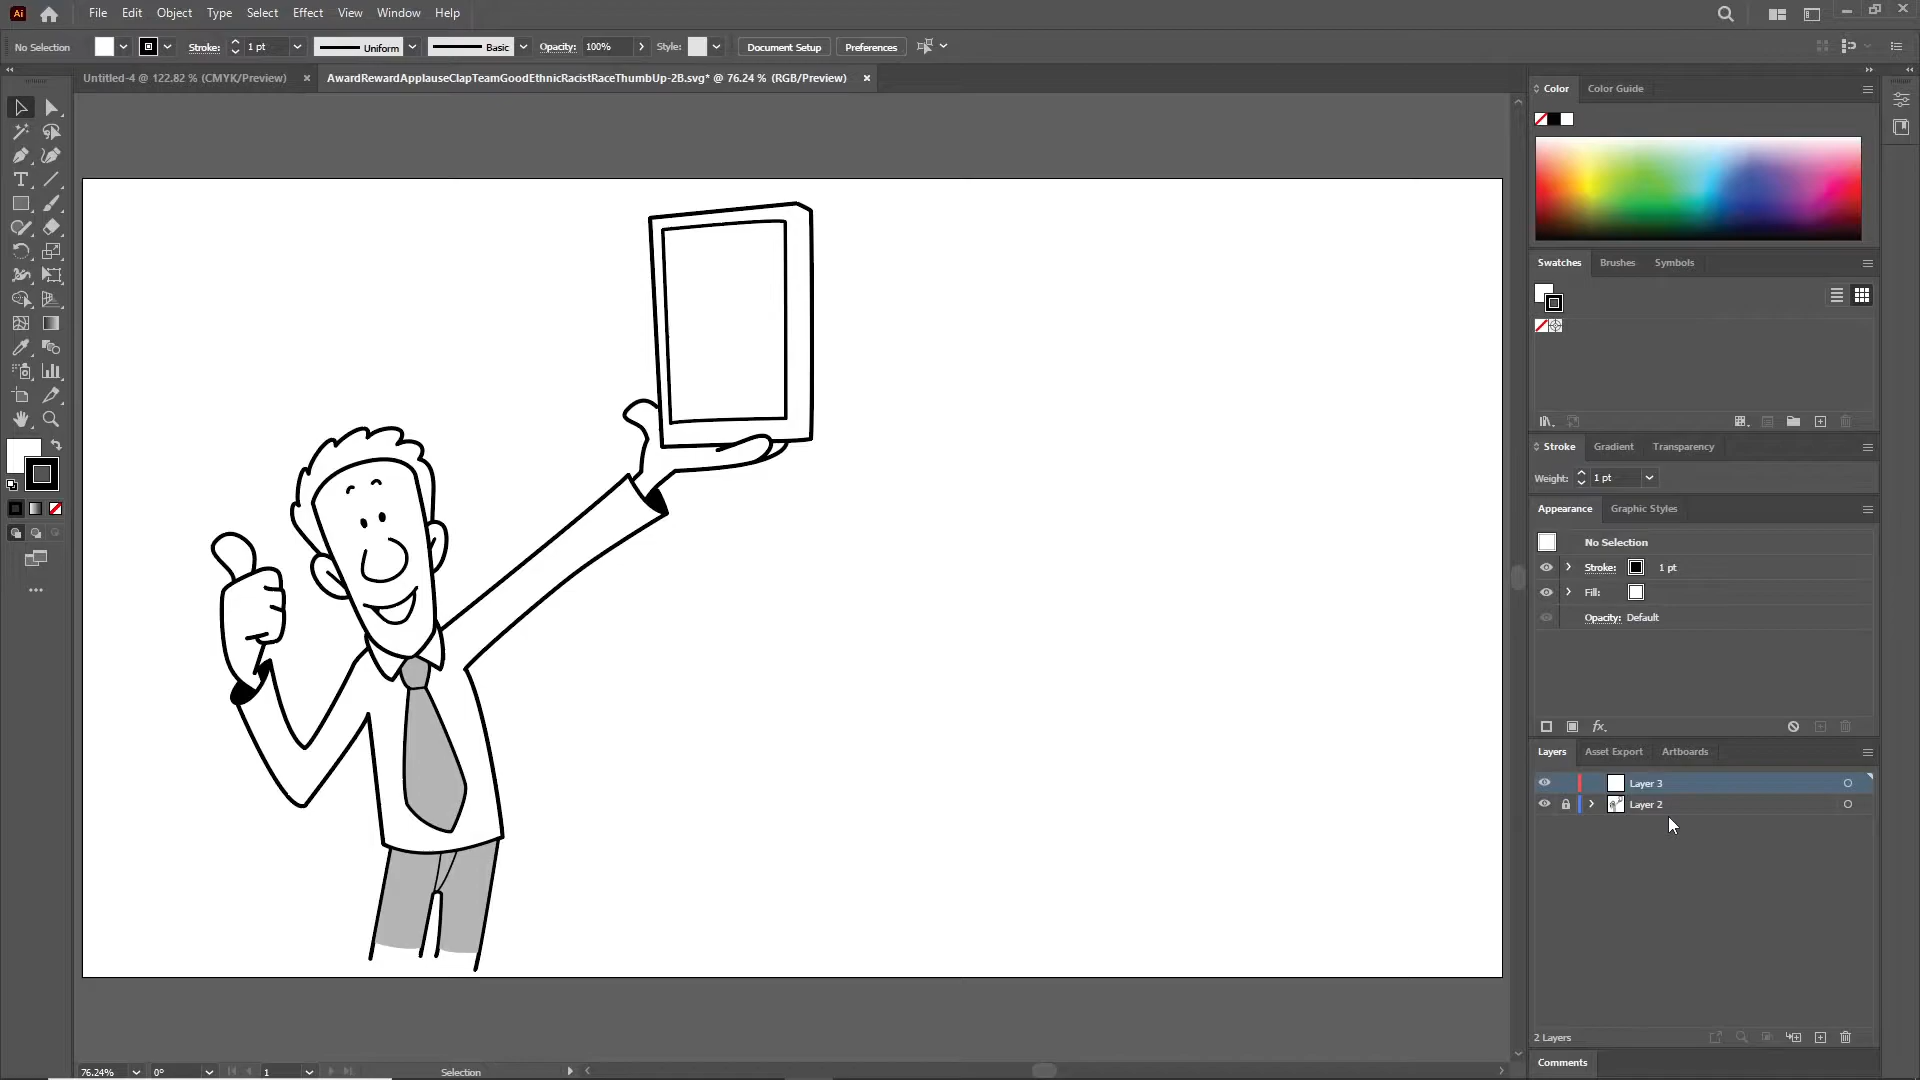 Ai File Edit Object Type Select Effect View Window Help
No Selection Stroke: 1 pt Uniform Basic Opacity: 100% Style: Document Setup Preferences
Untitled-4 @ 122.82 % (CMYK/Preview) × AwardRewardApplauseClapTeamGoodEthnicRacistRaceThumbUp-2B.svg* @ 76.24 % (RGB/Preview) ×
Color Color Guide
Swatches Brushes Symbols
Stroke Gradient Transparency
Weight: 1 pt
Appearance Graphic Styles
No Selection
Stroke: 1 pt
Fill:
Opacity: Default
fx.
Layers Asset Export Artboards
Layer 3
Layer 2
2 Layers
Comments
76.24% 0° 1 Selection